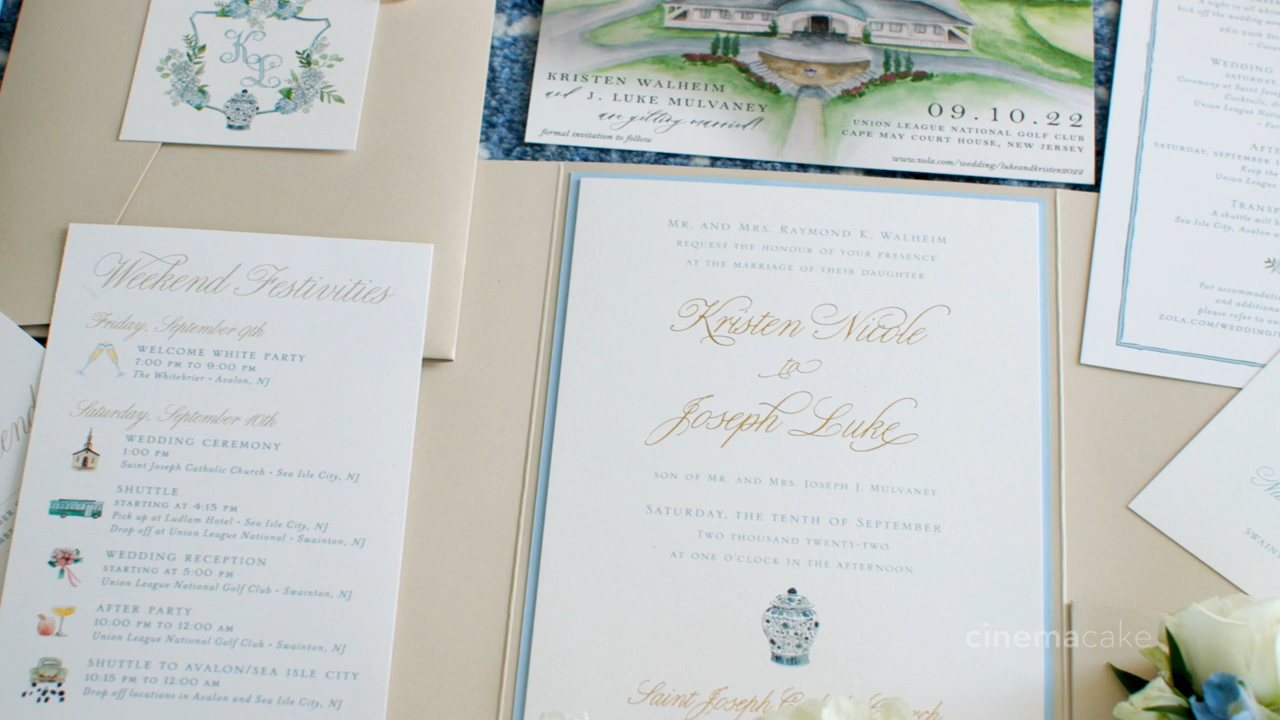 K
L
KRISTEN WALHEIM
and J. LUKE MULVANEY
are getting married!
formal invitation to follow
09.10.22
UNION LEAGUE NATIONAL GOLF CLUB
CAPE MAY COURT HOUSE, NEW JERSEY
www.zola.com/wedding/lukeandkristen2022
Weekend Festivities
Friday, September 9th
WELCOME WHITE PARTY
7:00 PM TO 9:00 PM
The Whitebrier • Avalon, NJ
Saturday, September 10th
WEDDING CEREMONY
1:00 PM
Saint Joseph Catholic Church • Sea Isle City, NJ
SHUTTLE
STARTING AT 4:15 PM
Pick up at Ludlam Hotel • Sea Isle City, NJ
Drop off at Union League National • Swainton, NJ
WEDDING RECEPTION
STARTING AT 5:00 PM
Union League National Golf Club • Swainton, NJ
AFTER PARTY
10:00 PM TO 12:00 AM
Union League National Golf Club • Swainton, NJ
SHUTTLE TO AVALON/SEA ISLE CITY
10:15 PM TO 12:00 AM
Drop off locations in Avalon and Sea Isle City, NJ
MR. AND MRS. RAYMOND K. WALHEIM
REQUEST THE HONOUR OF YOUR PRESENCE
AT THE MARRIAGE OF THEIR DAUGHTER
Kristen Nicole
to
Joseph Luke
SON OF MR. AND MRS. JOSEPH J. MULVANEY
SATURDAY, THE TENTH OF SEPTEMBER
TWO THOUSAND TWENTY-TWO
AT ONE O'CLOCK IN THE AFTERNOON
Saint Joseph
kick off the wedding
WEDDING
SATURDAY,
Ceremony at Saint
Cocktails,
Union League
SATURDAY, SEPTEMBER
Keep the
Union League
A shuttle will
Sea Isle City, Avalon
For
and
please refer to
ZOLA.COM/WEDDING
cinemacake